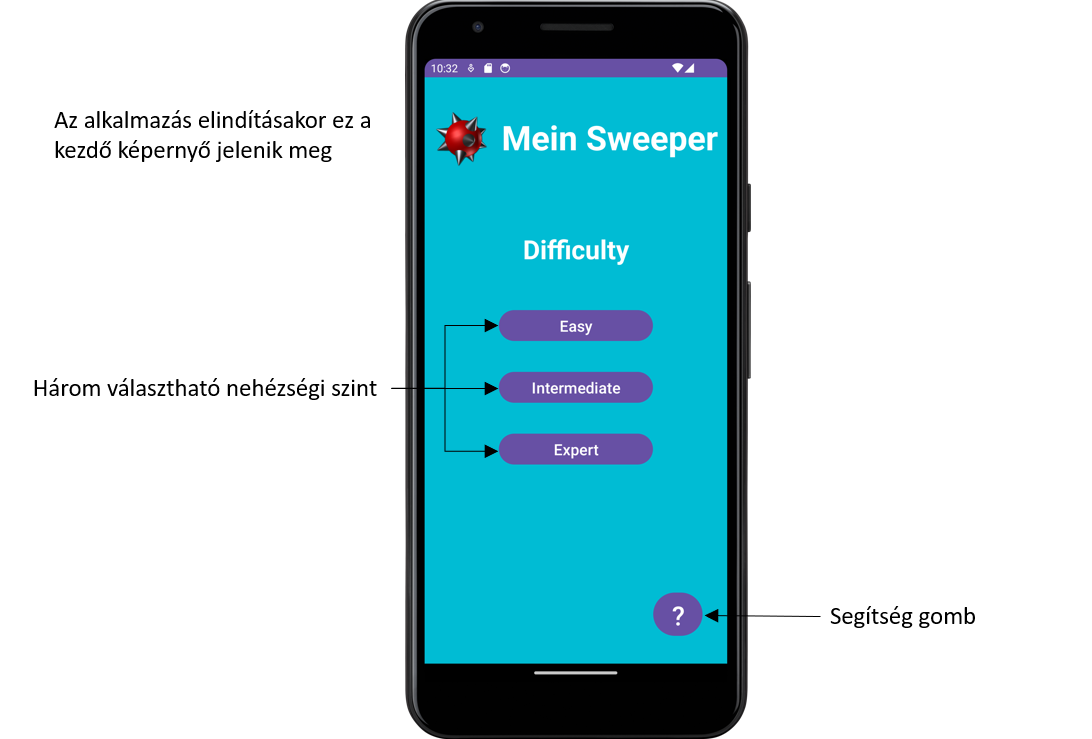 Az alkalmazás elindításakor ez a
kezdő képernyő jelenik meg
10:32
Mein Sweeper
Difficulty
Easy
Három választható nehézségi szint
Intermediate
Expert
?
Segítség gomb